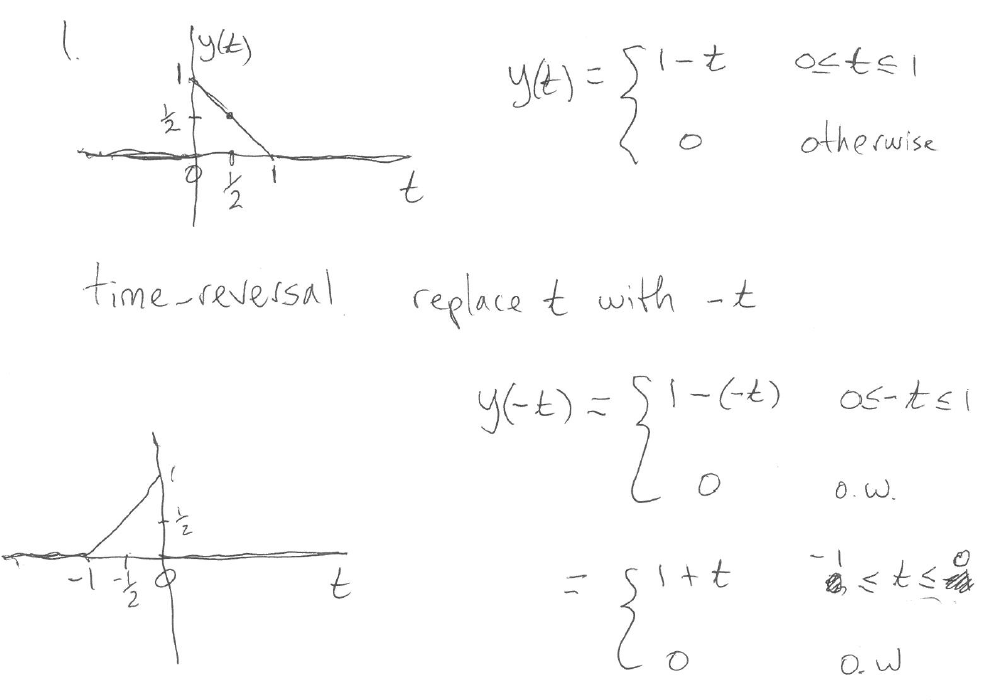 1.
y(t)
1
1/2
0 1/2 1 t
y(t) = { 1 - t 0 ≤ t ≤ 1
0 otherwise
time-reversal replace t with -t
y(-t) = { 1 - (-t) 0 ≤ -t ≤ 1
0 o.w.
1
1/2
-1 -1/2 0 t
= { 1 + t -1 ≤ t ≤ 0
0 o.w